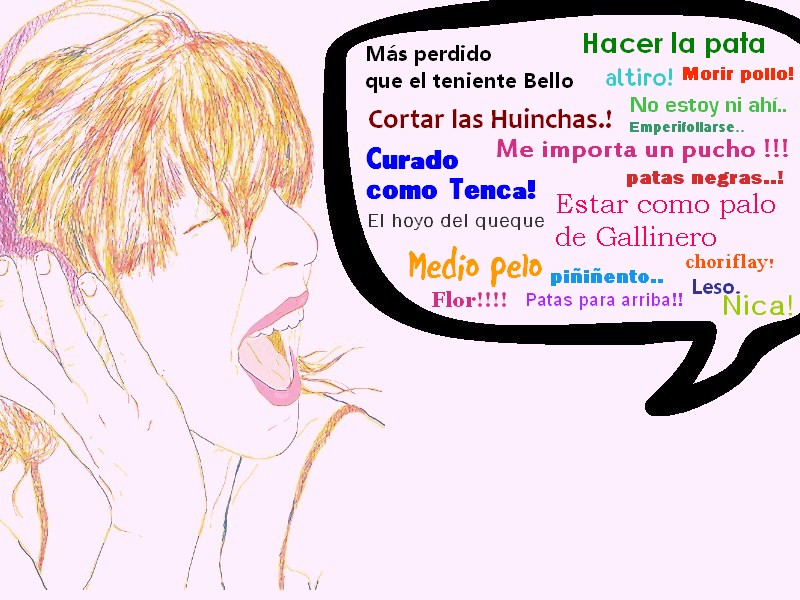 Más perdido
que el teniente Bello
Hacer la pata
altiro!
Morir pollo!
No estoy ni ahí..
Cortar las Huinchas.!
Emperifollarse..
Me importa un pucho !!!
Curado
como Tenca!
patas negras..!
Estar como palo
de Gallinero
El hoyo del queque
Medio pelo
piñiñento..
choriflay!
Flor!!!!
Patas para arriba!!
Leso.
Nica!